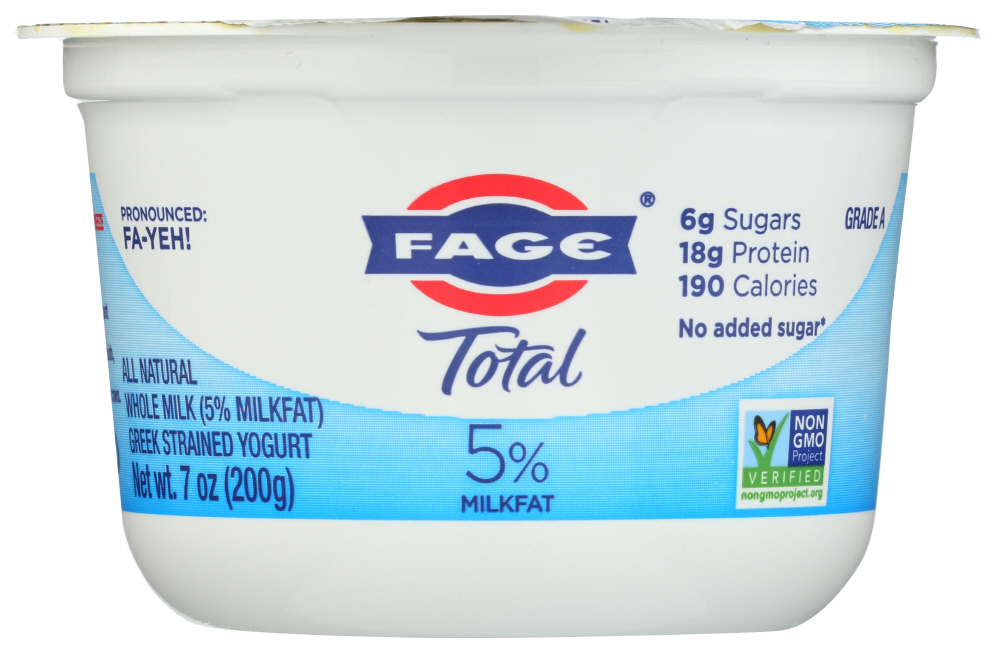 PRONOUNCED:
FA-YEH!
FAGE®
Total
5%
MILKFAT
6g Sugars
18g Protein
190 Calories
No added sugar*
GRADE A
ALL NATURAL
WHOLE MILK (5% MILKFAT)
GREEK STRAINED YOGURT
Net wt. 7 oz (200g)
NON
GMO
Project
VERIFIED
nongmoproject.org